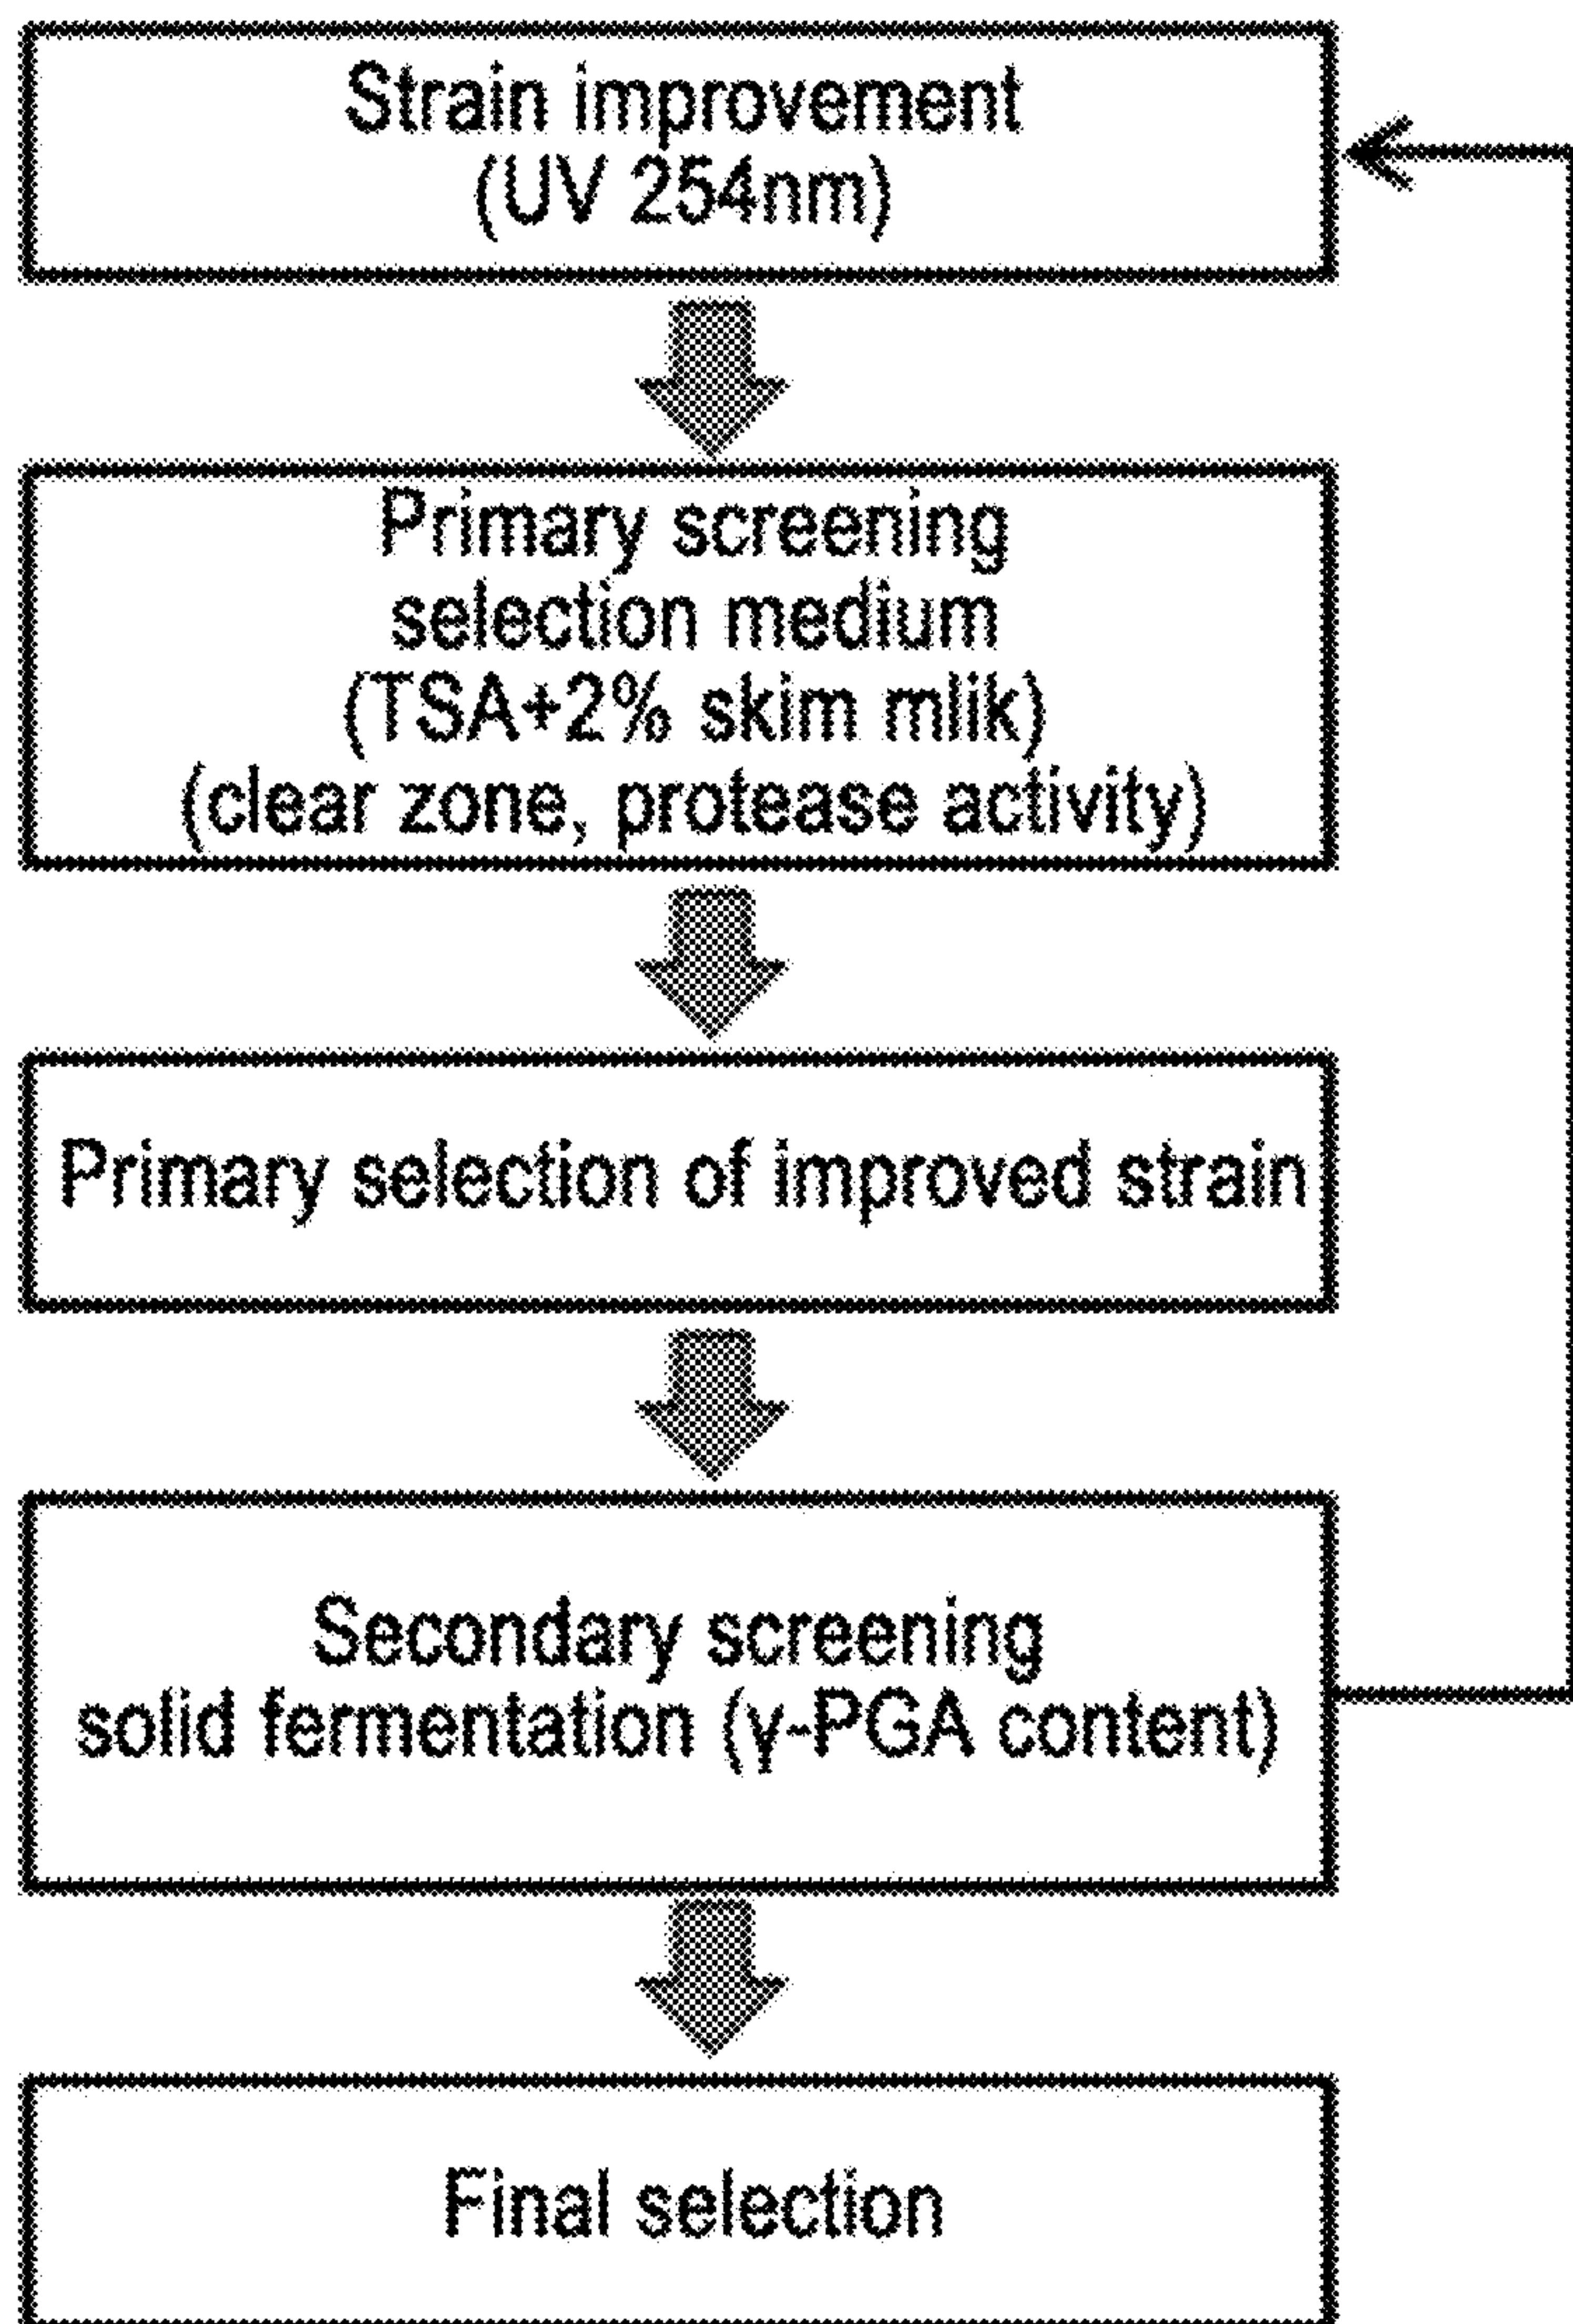 Strain improvement
(UV 254nm)
Primary screening
selection medium
(TSA+2% skim mlik)
(clear zone, protease activity)
Primary selection of improved strain
Secondary screening
solid fermentation (γ-PGA content)
Final selection